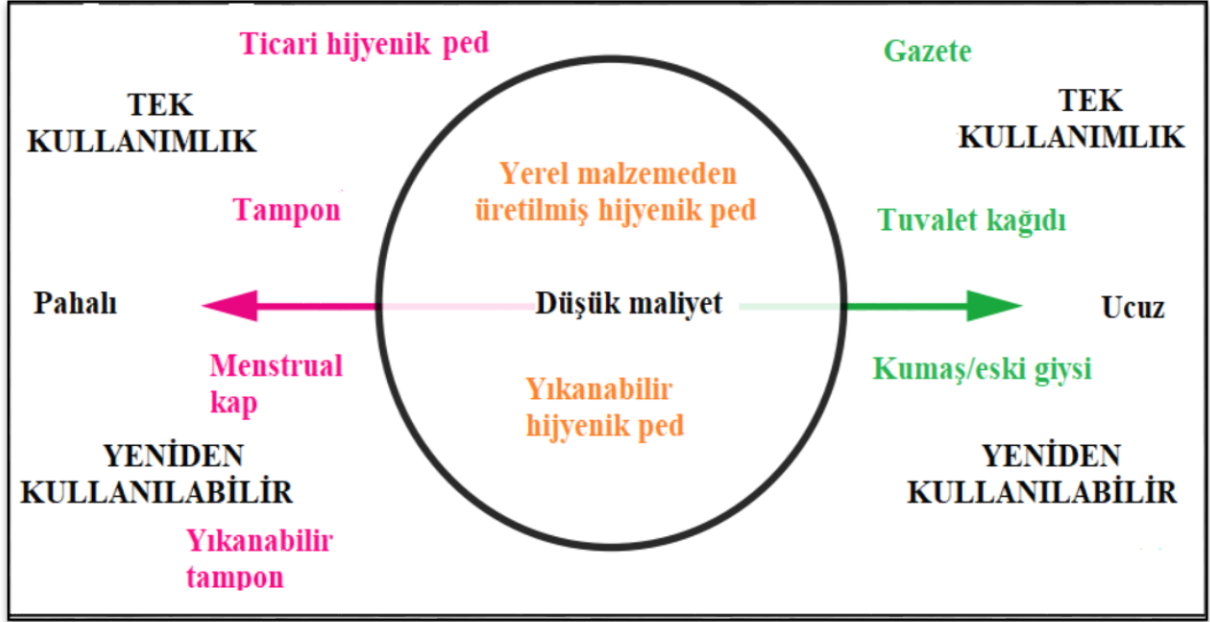 Ticari hijyenik ped
Gazete
TEK
KULLANIMLIK
TEK
KULLANIMLIK
Yerel malzemeden
üretilmiş hijyenik ped
Tampon
Tuvalet kağıdı
Pahalı
Düşük maliyet
Ucuz
Menstrual
kap
Kumaş/eski giysi
Yıkanabilir
hijyenik ped
YENİDEN
KULLANILABİLİR
YENİDEN
KULLANILABİLİR
Yıkanabilir
tampon